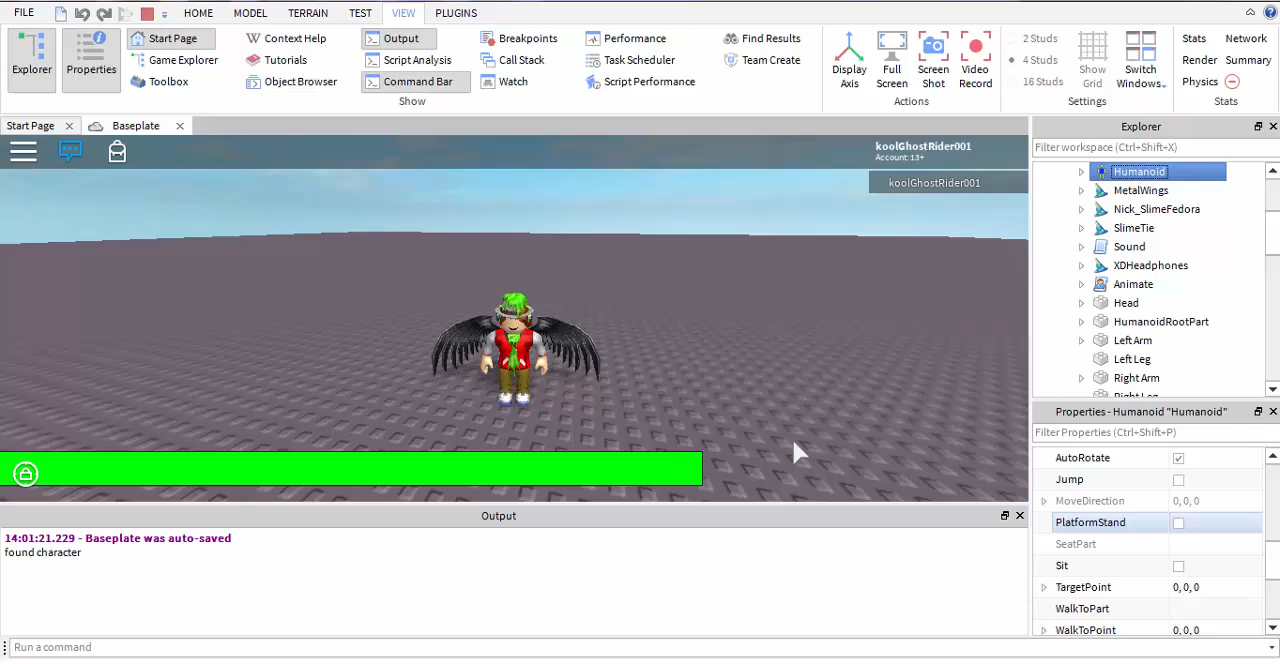 FILE HOME MODEL TERRAIN TEST VIEW PLUGINS
Explorer
Properties
Start Page
Toolbox
Context Help
Tutorials
Object Browser
Output
Script Analysis
Command Bar
Breakpoints
Call Stack
Watch
Performance
Task Scheduler
Script Performance
Find Results
Team Create
Show
Display Axis
Full Screen
Screen Shot
Video Record
Actions
2 Studs
4 Studs
16 Studs
Show Grid
Switch Windows
Settings
Stats Network
Render Summary
Physics
Stats
Start Page
Baseplate
koolGhostRider001
Account: 13+
koolGhostRider001
Explorer
Filter workspace (Ctrl+Shift+X)
Humanoid
MetalWings
Nick_SlimeFedora
SlimeTie
Sound
XDHeadphones
Animate
Head
HumanoidRootPart
Left Arm
Left Leg
Right Arm
Properties - Humanoid "Humanoid"
Filter Properties (Ctrl+Shift+P)
AutoRotate
Jump
MoveDirection 0, 0, 0
PlatformStand
SeatPart
Sit
TargetPoint 0, 0, 0
WalkToPart
WalkToPoint 0, 0, 0
Output
14:01:21.229 - Baseplate was auto-saved
found character
Run a command